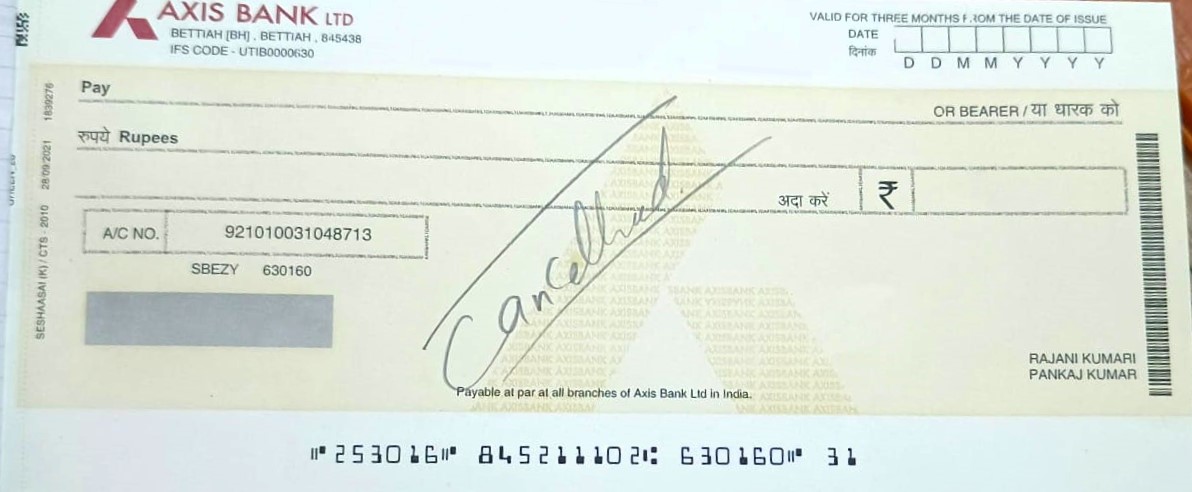 AXIS BANK LTD
BETTIAH [BH] , BETTIAH , 845438
IFS CODE - UTIB0000630
VALID FOR THREE MONTHS FROM THE DATE OF ISSUE
DATE
दिनांक
D D M M Y Y Y Y
Pay
OR BEARER / या धारक को
रुपये Rupees
अदा करें ₹
A/C NO. 921010031048713
SBEZY 630160
Cancelled
RAJANI KUMARI
PANKAJ KUMAR
Payable at par at all branches of Axis Bank Ltd in India.
"253016" 845211102: 630160" 31
SESHAASAI (K) / CTS - 2010 28/09/2021 1839276